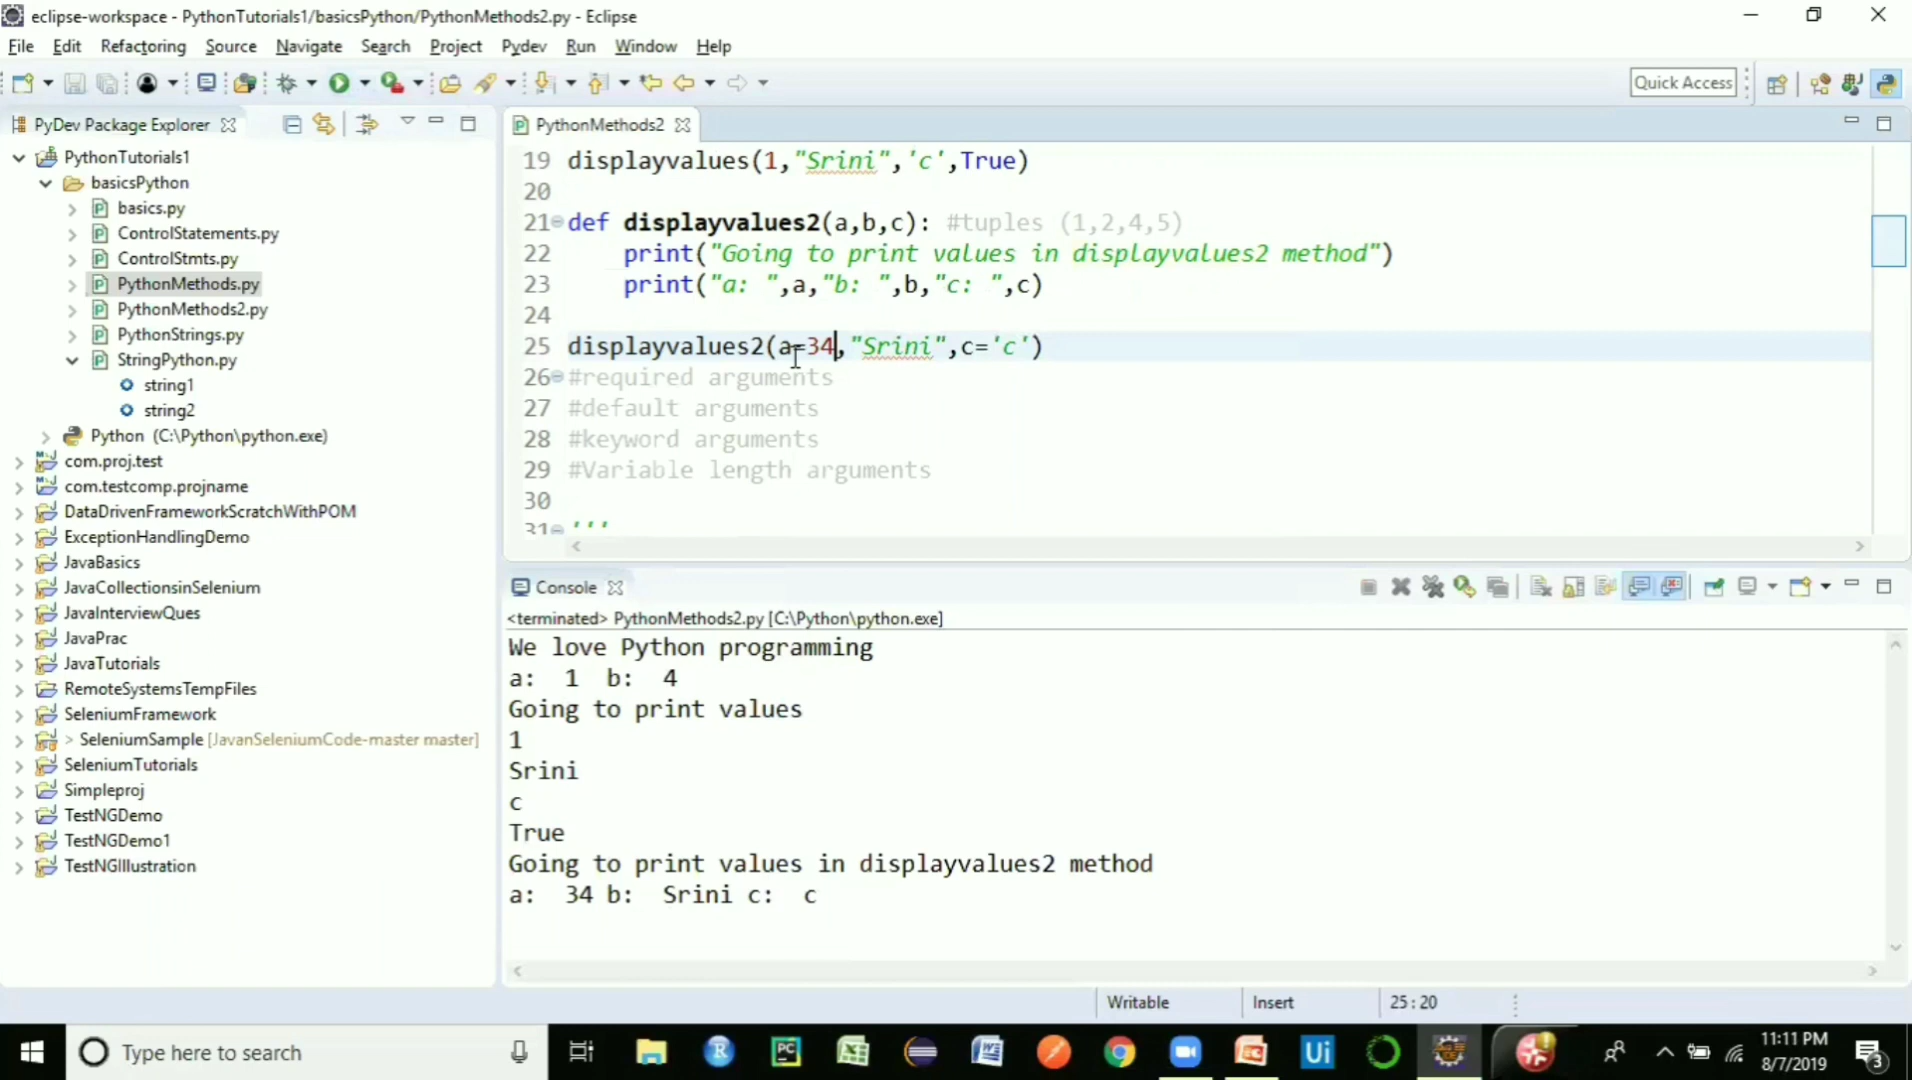 eclipse-workspace - PythonTutorials1/basicsPython/PythonMethods2.py - Eclipse
File Edit Refactoring Source Navigate Search Project Pydev Run Window Help
Quick Access
PyDev Package Explorer
PythonTutorials1
basicsPython
basics.py
ControlStatements.py
ControlStmts.py
PythonMethods.py
PythonMethods2.py
PythonStrings.py
StringPython.py
string1
string2
Python (C:\Python\python.exe)
com.proj.test
com.testcomp.projname
DataDrivenFrameworkScratchWithPOM
ExceptionHandlingDemo
JavaBasics
JavaCollectionsinSelenium
JavaInterviewQues
JavaPrac
JavaTutorials
RemoteSystemsTempFiles
SeleniumFramework
> SeleniumSample [JavanSeleniumCode-master master]
SeleniumTutorials
Simpleproj
TestNGDemo
TestNGDemo1
TestNGIllustration
PythonMethods2
19 displayvalues(1,"Srini",'c',True)
20
21 def displayvalues2(a,b,c): #tuples (1,2,4,5)
22 print("Going to print values in displayvalues2 method")
23 print("a: ",a,"b: ",b,"c: ",c)
24
25 displayvalues2(a=34,"Srini",c='c')
26 #required arguments
27 #default arguments
28 #keyword arguments
29 #Variable length arguments
30
31 '''
Console
<terminated> PythonMethods2.py [C:\Python\python.exe]
We love Python programming
a: 1 b: 4
Going to print values
1
Srini
c
True
Going to print values in displayvalues2 method
a: 34 b: Srini c: c
Writable Insert 25 : 20
Type here to search
R
PC
Ui
11:11 PM
8/7/2019
3